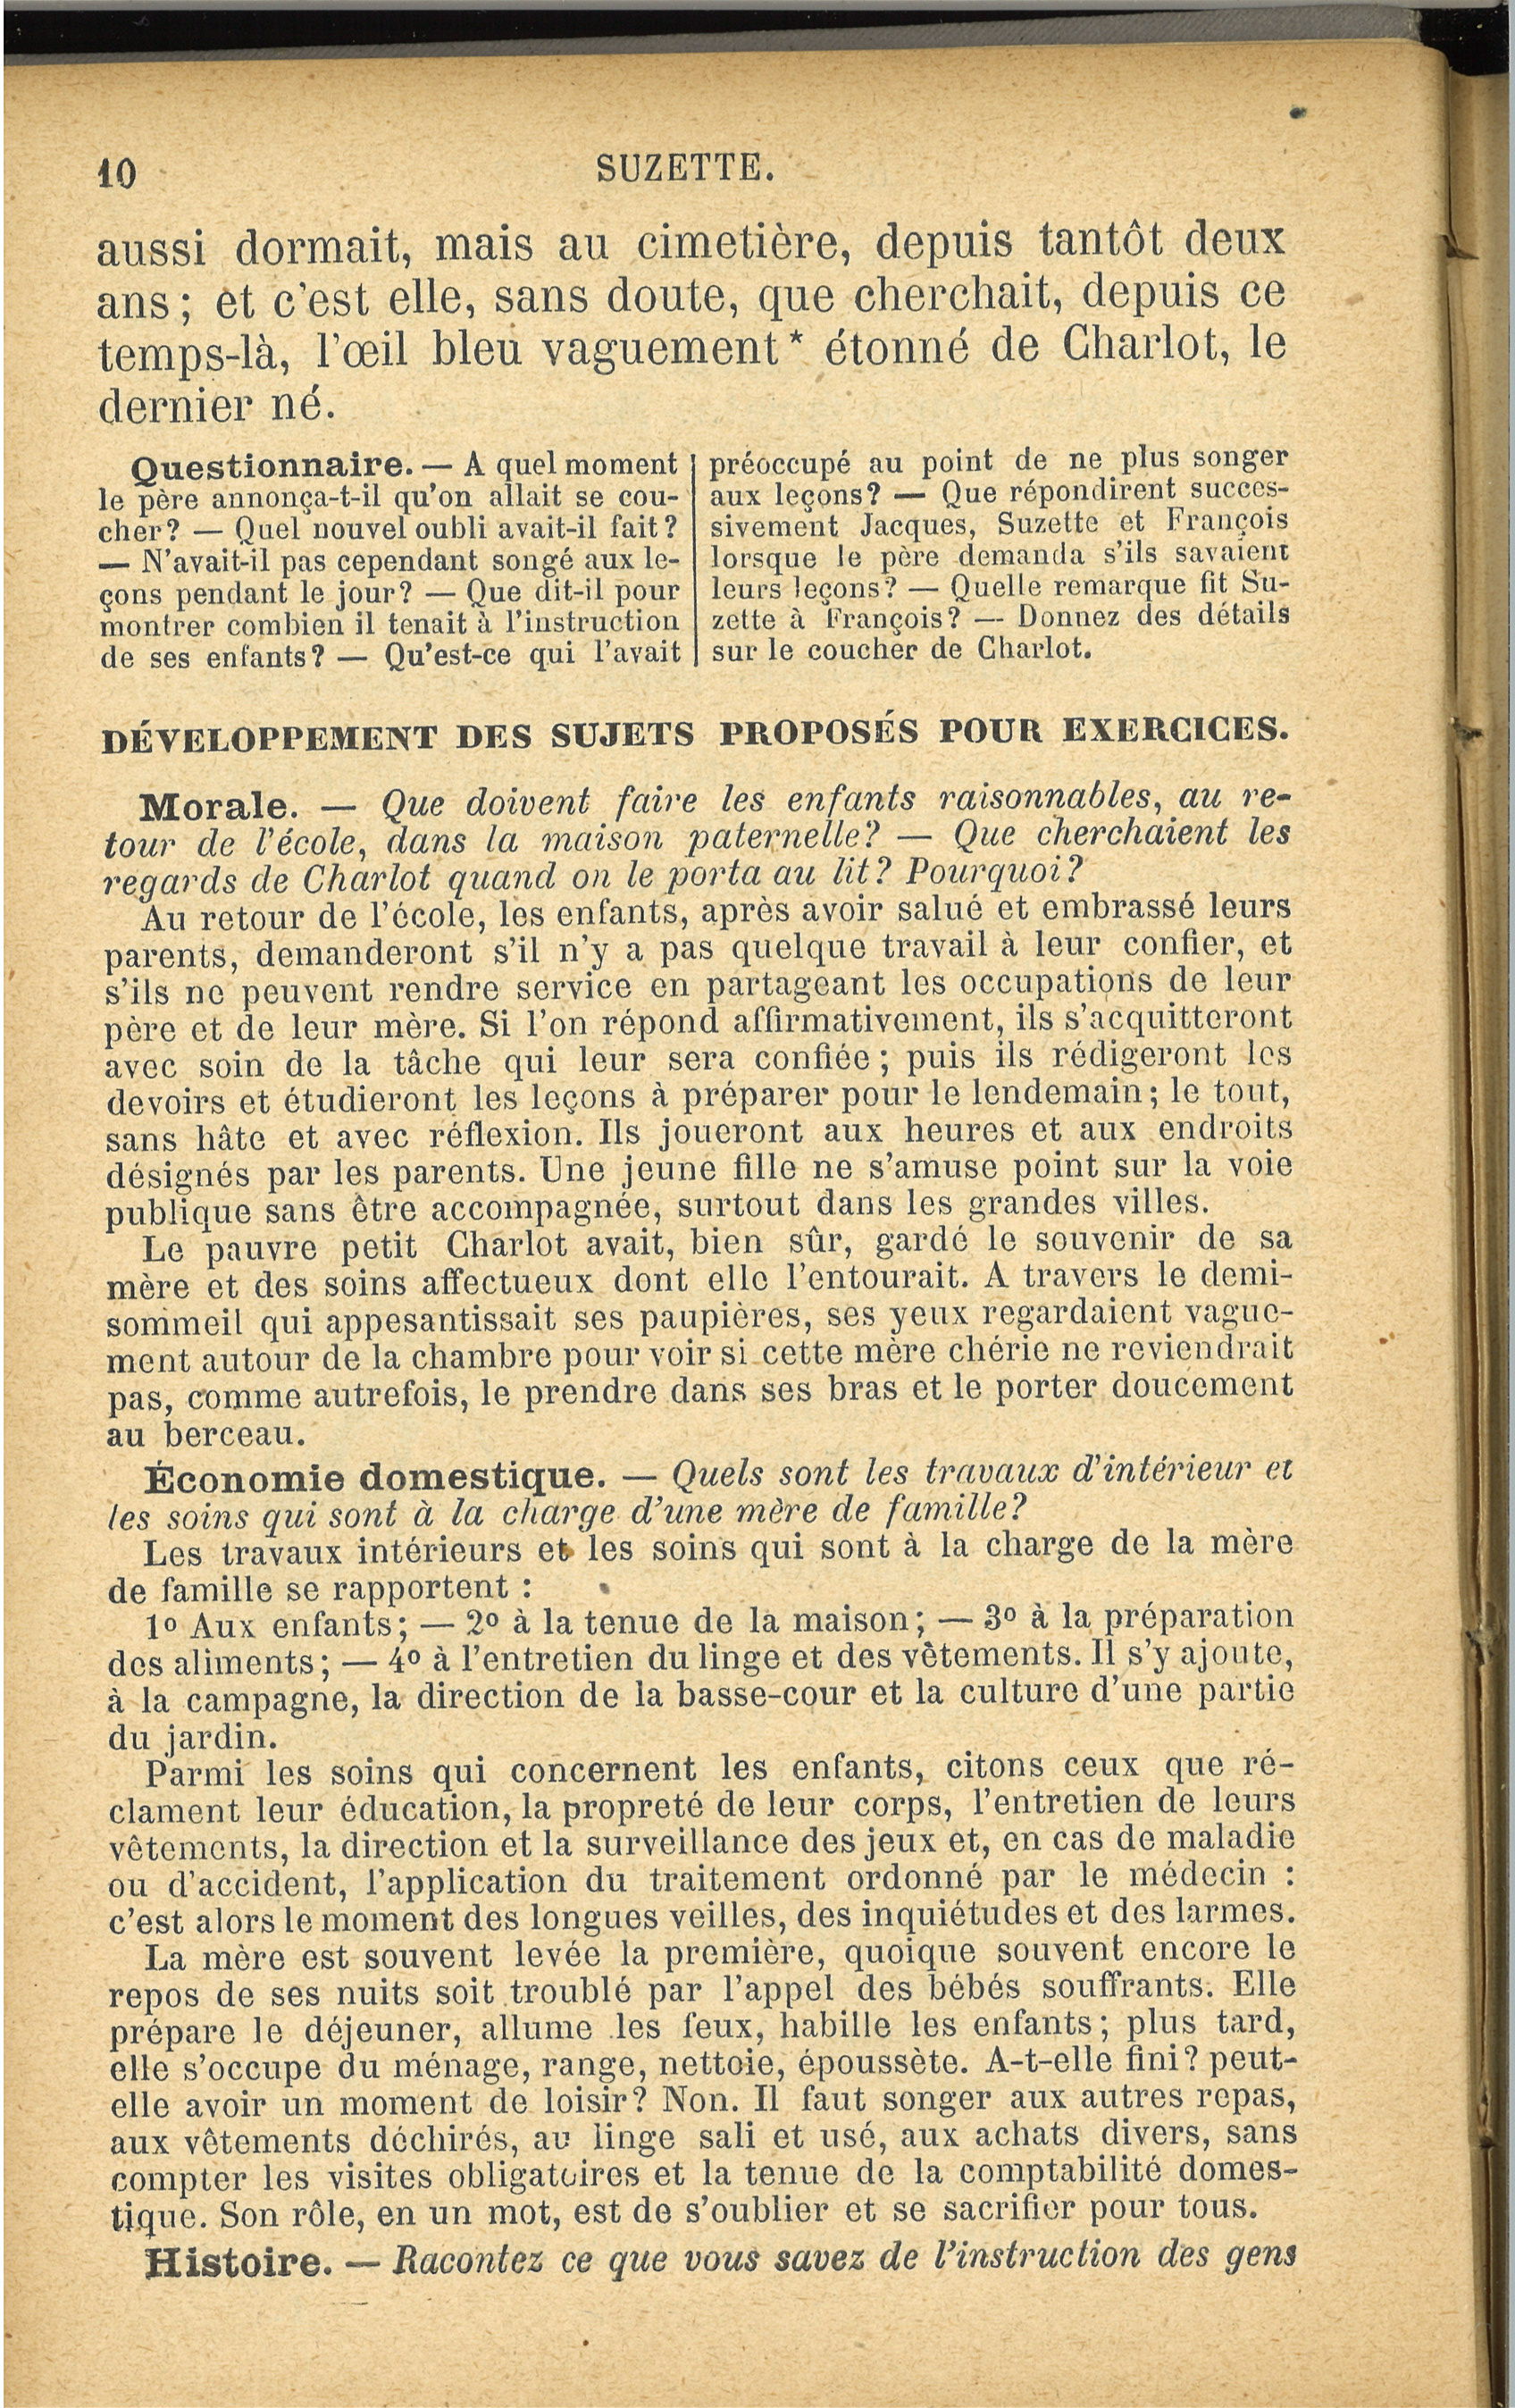 10
SUZETTE.
aussi dormait, mais au cimetière, depuis tantôt deux
ans ; et c'est elle, sans doute, que cherchait, depuis ce
temps-là, l'œil bleu vaguement* étonné de Charlot, le
dernier né.
Questionnaire. — A quel moment
le père annonça-t-il qu'on allait se cou-
cher? — Quel nouvel oubli avait-il fait?
— N'avait-il pas cependant songé aux le-
çons pendant le jour? — Que dit-il pour
montrer combien il tenait à l'instruction
de ses enfants? — Qu'est-ce qui l'avait
préoccupé au point de ne plus songer
aux leçons? — Que répondirent succes-
sivement Jacques, Suzette et François
lorsque le père demanda s'ils savaient
leurs leçons? — Quelle remarque fit Su-
zette à François? — Donnez des détails
sur le coucher de Charlot.
DÉVELOPPEMENT DES SUJETS PROPOSÉS POUR EXERCICES.
Morale. — Que doivent faire les enfants raisonnables, au re-
tour de l'école, dans la maison paternelle? — Que cherchaient les
regards de Charlot quand on le porta au lit? Pourquoi?
Au retour de l'école, les enfants, après avoir salué et embrassé leurs
parents, demanderont s'il n'y a pas quelque travail à leur confier, et
s'ils ne peuvent rendre service en partageant les occupations de leur
père et de leur mère. Si l'on répond affirmativement, ils s'acquitteront
avec soin de la tâche qui leur sera confiée ; puis ils rédigeront les
devoirs et étudieront les leçons à préparer pour le lendemain ; le tout,
sans hâte et avec réflexion. Ils joueront aux heures et aux endroits
désignés par les parents. Une jeune fille ne s'amuse point sur la voie
publique sans être accompagnée, surtout dans les grandes villes.
Le pauvre petit Charlot avait, bien sûr, gardé le souvenir de sa
mère et des soins affectueux dont elle l'entourait. A travers le demi-
sommeil qui appesantissait ses paupières, ses yeux regardaient vague-
ment autour de la chambre pour voir si cette mère chérie ne reviendrait
pas, comme autrefois, le prendre dans ses bras et le porter doucement
au berceau.
Économie domestique. — Quels sont les travaux d'intérieur et
les soins qui sont à la charge d'une mère de famille?
Les travaux intérieurs et les soins qui sont à la charge de la mère
de famille se rapportent :
1º Aux enfants ; — 2º à la tenue de la maison ; — 3º à la préparation
des aliments ; — 4º à l'entretien du linge et des vêtements. Il s'y ajoute,
à la campagne, la direction de la basse-cour et la culture d'une partie
du jardin.
Parmi les soins qui concernent les enfants, citons ceux que ré-
clament leur éducation, la propreté de leur corps, l'entretien de leurs
vêtements, la direction et la surveillance des jeux et, en cas de maladie
ou d'accident, l'application du traitement ordonné par le médecin :
c'est alors le moment des longues veilles, des inquiétudes et des larmes.
La mère est souvent levée la première, quoique souvent encore le
repos de ses nuits soit troublé par l'appel des bébés souffrants. Elle
prépare le déjeuner, allume les feux, habille les enfants ; plus tard,
elle s'occupe du ménage, range, nettoie, époussète. A-t-elle fini? peut-
elle avoir un moment de loisir? Non. Il faut songer aux autres repas,
aux vêtements déchirés, au linge sali et usé, aux achats divers, sans
compter les visites obligatoires et la tenue de la comptabilité domes-
tique. Son rôle, en un mot, est de s'oublier et se sacrifier pour tous.
Histoire. — Racontez ce que vous savez de l'instruction des gens